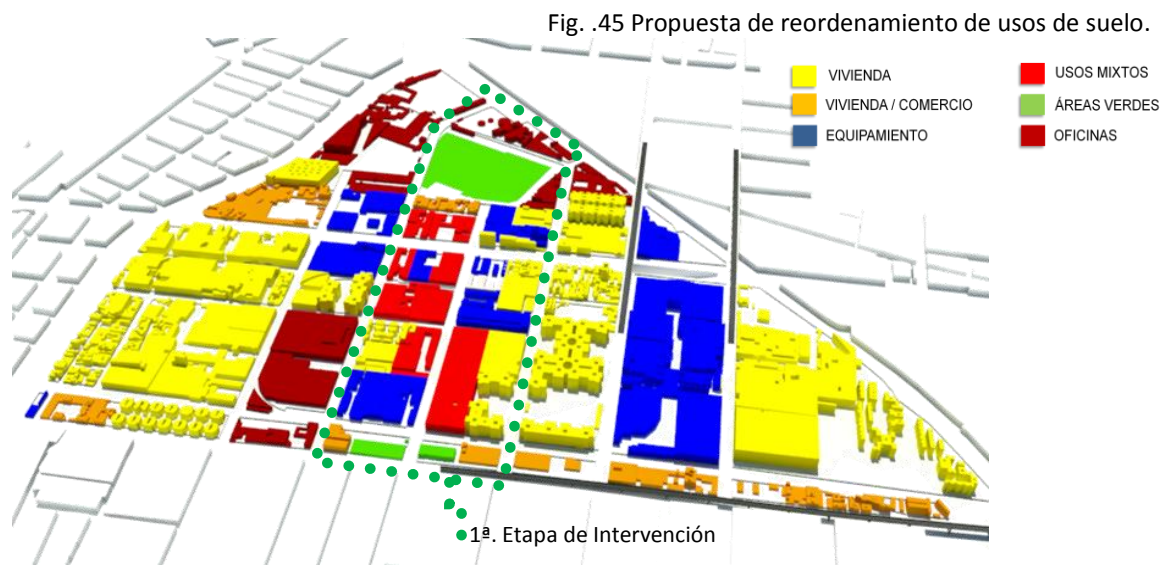 Fig. .45 Propuesta de reordenamiento de usos de suelo.
VIVIENDA
USOS MIXTOS
VIVIENDA / COMERCIO
ÁREAS VERDES
EQUIPAMIENTO
OFICINAS
1ª. Etapa de Intervención